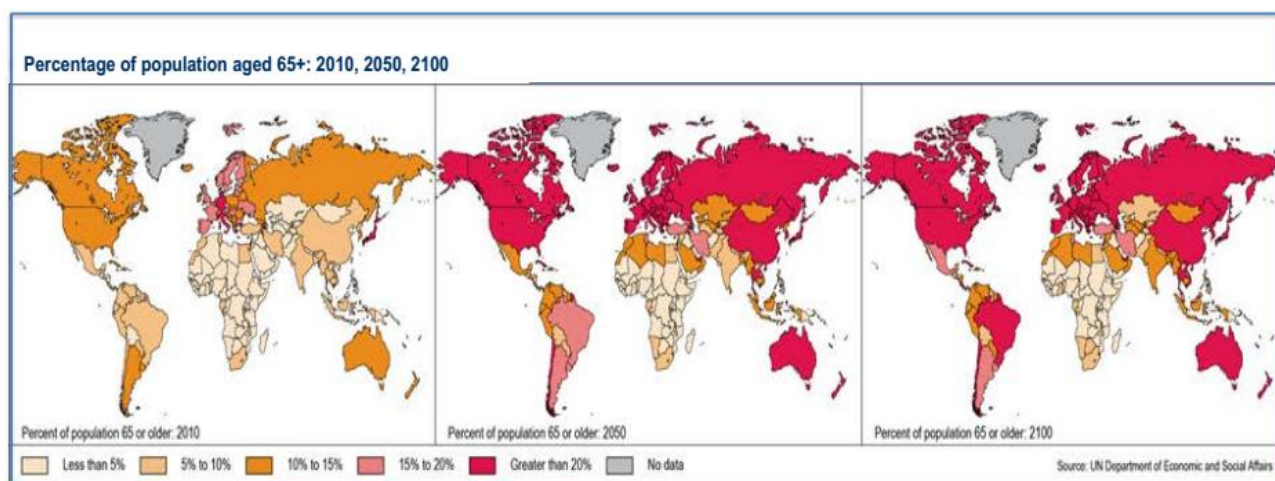 Percentage of population aged 65+: 2010, 2050, 2100
Percent of population 65 or older: 2010
Percent of population 65 or older: 2050
Percent of population 65 or older: 2100
Less than 5%
5% to 10%
10% to 15%
15% to 20%
Greater than 20%
No data
Source: UN Department of Economic and Social Affairs